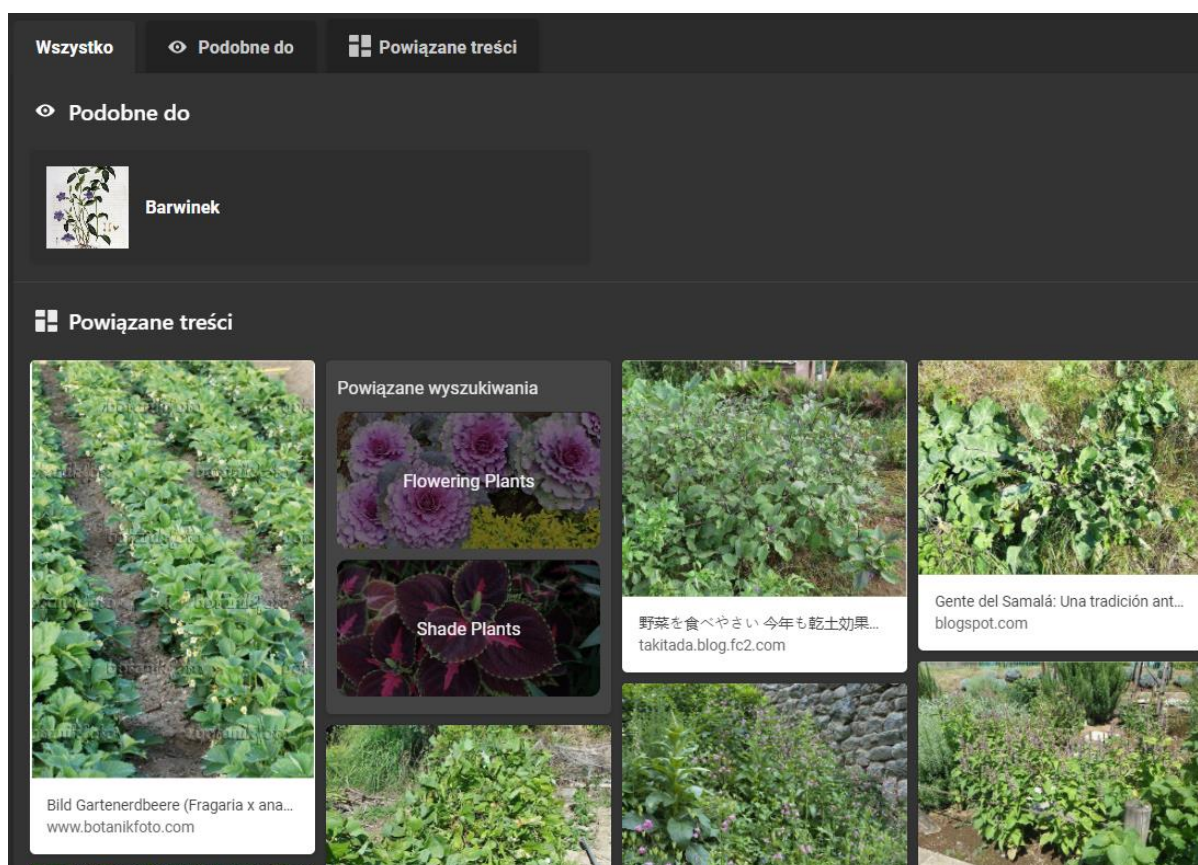 Wszystko
Podobne do
Powiązane treści
Podobne do
Barwinek
Powiązane treści
Powiązane wyszukiwania
Flowering Plants
Shade Plants
Bild Gartenerdbeere (Fragaria x ana...
www.botanikfoto.com
野菜を食べやさい 今年も乾土効果...
takitada.blog.fc2.com
Gente del Samalá: Una tradición ant...
blogspot.com